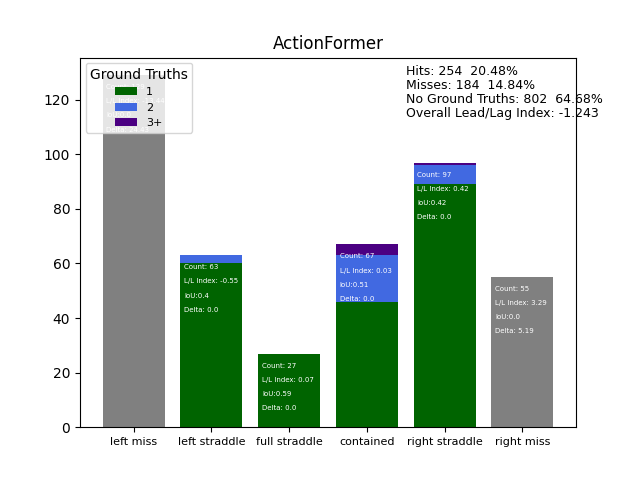 ActionFormer
Ground Truths
1
2
3+
Hits: 254 20.48%
Misses: 184 14.84%
No Ground Truths: 802 64.68%
Overall Lead/Lag Index: -1.243
120
100
80
60
40
20
0
Count: 63
L/L Index: -0.55
IoU:0.4
Delta: 0.0
Count: 27
L/L Index: 0.07
IoU:0.59
Delta: 0.0
Count: 67
L/L Index: 0.03
IoU:0.51
Delta: 0.0
Count: 97
L/L Index: 0.42
IoU:0.42
Delta: 0.0
Count: 55
L/L Index: 3.29
IoU:0.0
Delta: 5.19
left miss
left straddle
full straddle
contained
right straddle
right miss